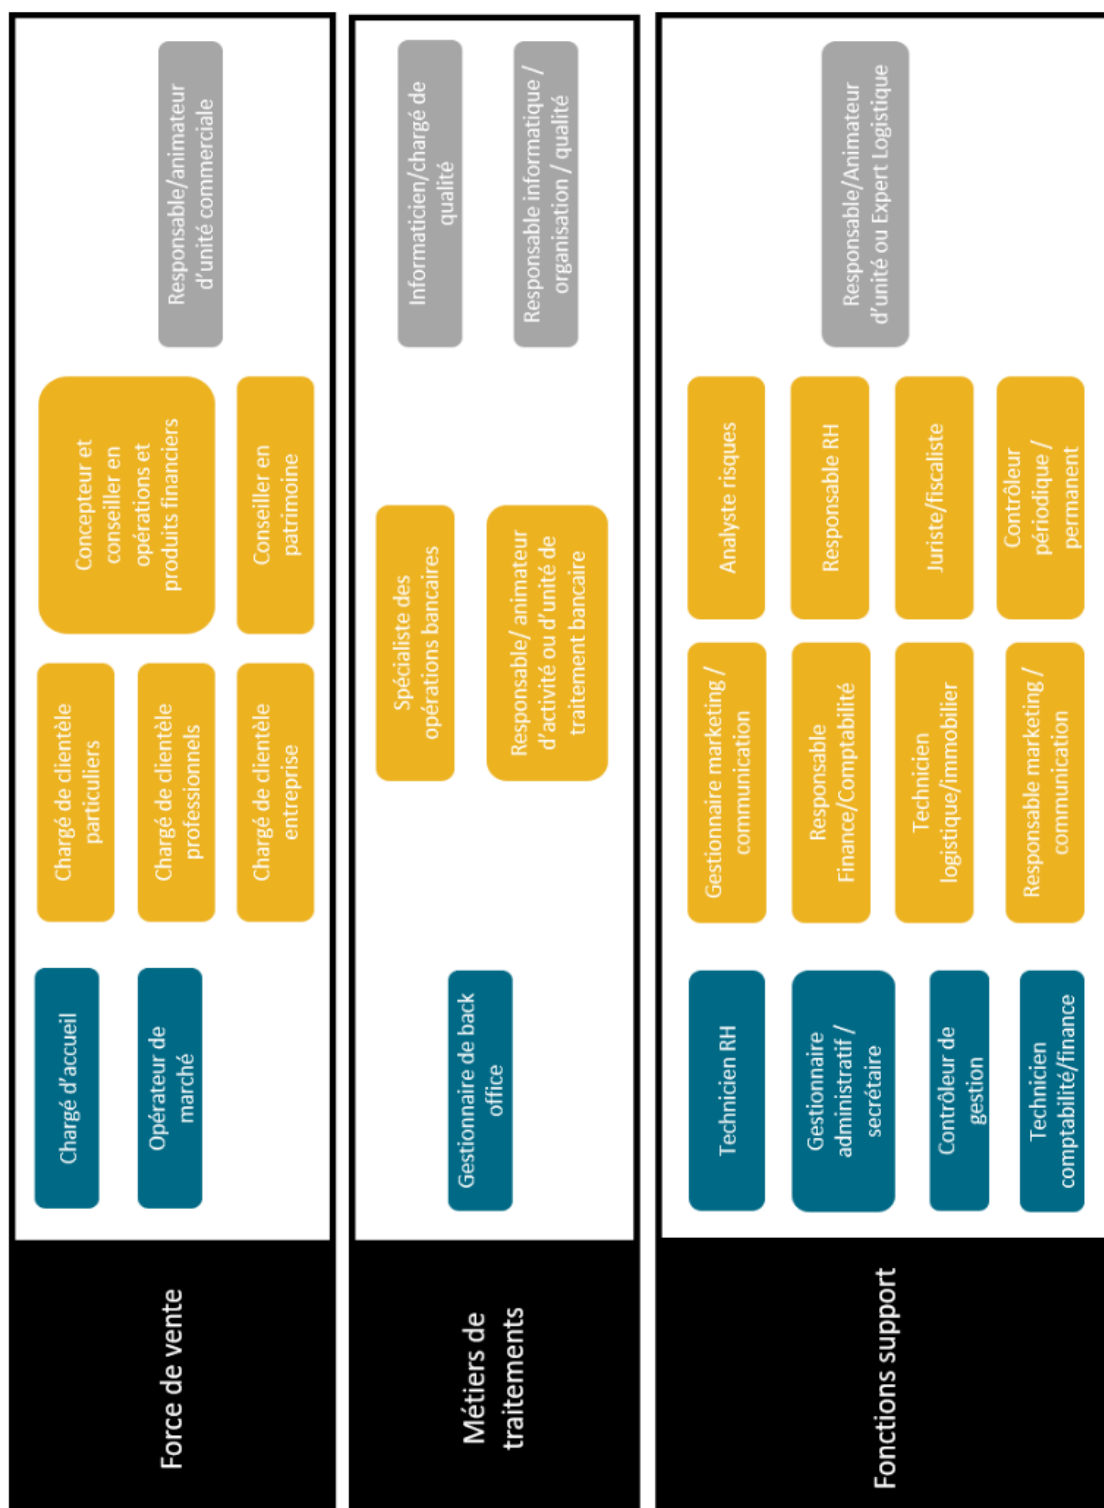 Force de vente
Chargé d'accueil
Opérateur de
marché
Chargé de clientèle
particuliers
Chargé de clientèle
professionnels
Chargé de clientèle
entreprise
Concepteur et
conseiller en
opérations et
produits financiers
Conseiller en
patrimoine
Responsable/animateur
d'unité commerciale
Métiers de
traitements
Gestionnaire de back
office
Spécialiste des
opérations bancaires
Responsable/ animateur
d'activité ou d'unité de
traitement bancaire
Informaticien/chargé de
qualité
Responsable informatique /
organisation / qualité
Fonctions support
Technicien RH
Gestionnaire
administratif /
secrétaire
Contrôleur de
gestion
Technicien
comptabilité/finance
Gestionnaire marketing /
communication
Responsable
Finance/Comptabilité
Technicien
logistique/immobilier
Responsable marketing /
communication
Analyste risques
Responsable RH
Juriste/fiscaliste
Contrôleur
périodique /
permanent
Responsable/Animateur
d'unité ou Expert Logistique